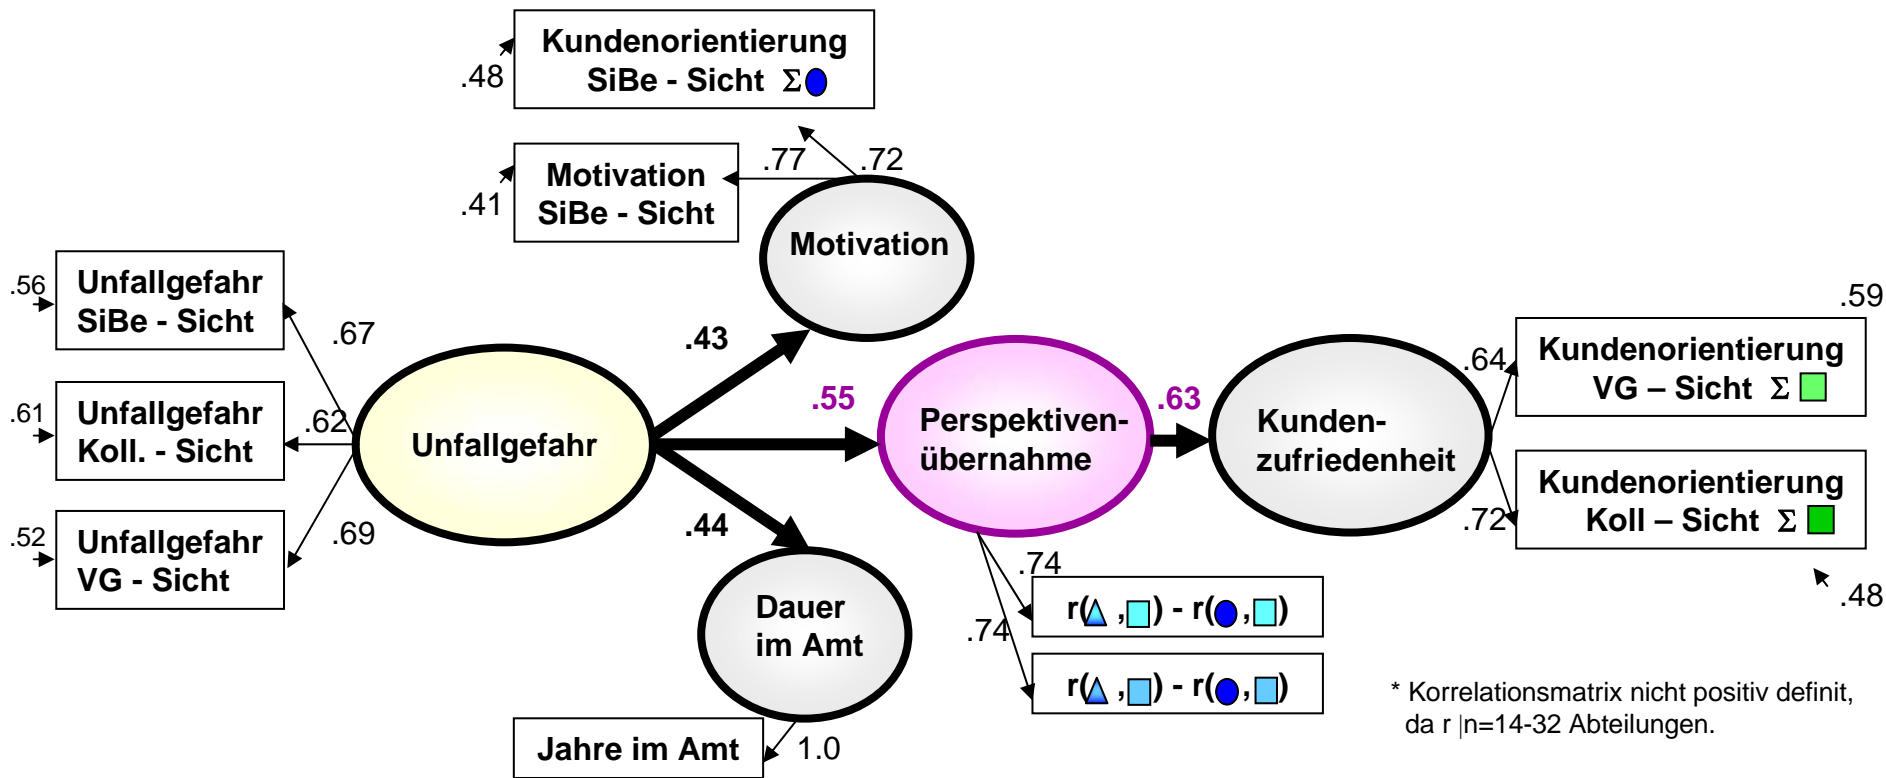 Kundenorientierung
SiBe - Sicht Σ
.48
Motivation
SiBe - Sicht
.41
.77
.72
Motivation
Unfallgefahr
SiBe - Sicht
.56
.67
Unfallgefahr
Koll. - Sicht
.61
.62
Unfallgefahr
VG - Sicht
.52
.69
Unfallgefahr
.43
.55
.44
Perspektiven-
übernahme
.63
Kunden-
zufriedenheit
.59
Kundenorientierung
VG – Sicht Σ
.64
Kundenorientierung
Koll – Sicht Σ
.72
.48
Dauer
im Amt
Jahre im Amt
1.0
.74
r( , ) - r( , )
.74
r( , ) - r( , )
* Korrelationsmatrix nicht positiv definit,
da r |n=14-32 Abteilungen.